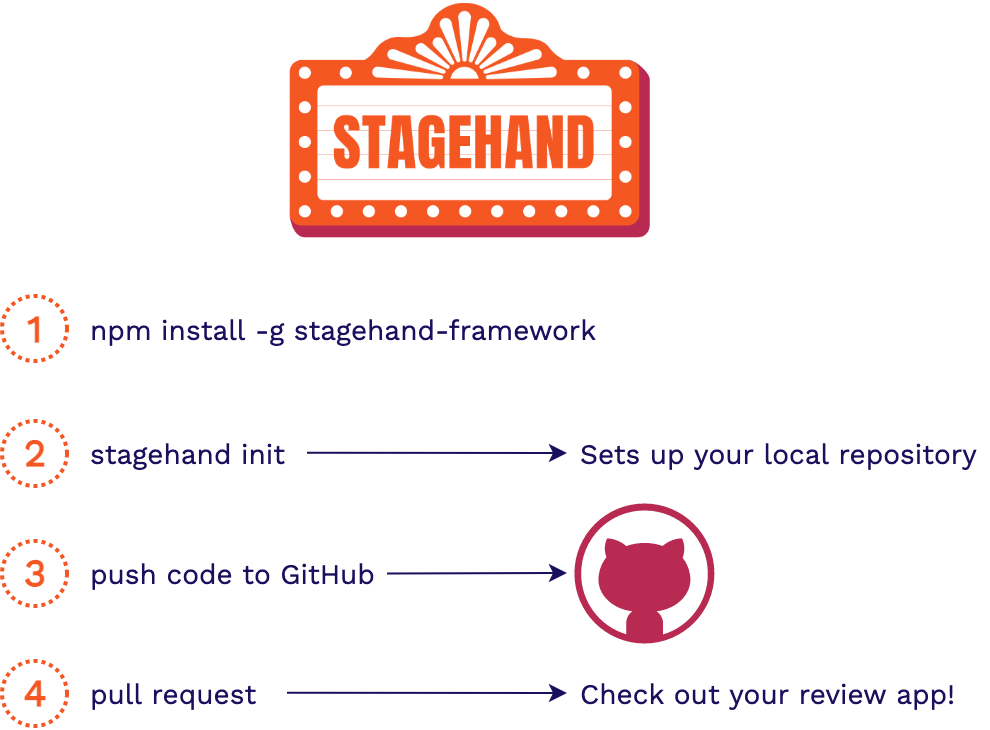 STAGEHAND
1 npm install -g stagehand-framework
2 stagehand init Sets up your local repository
3 push code to GitHub
4 pull request Check out your review app!